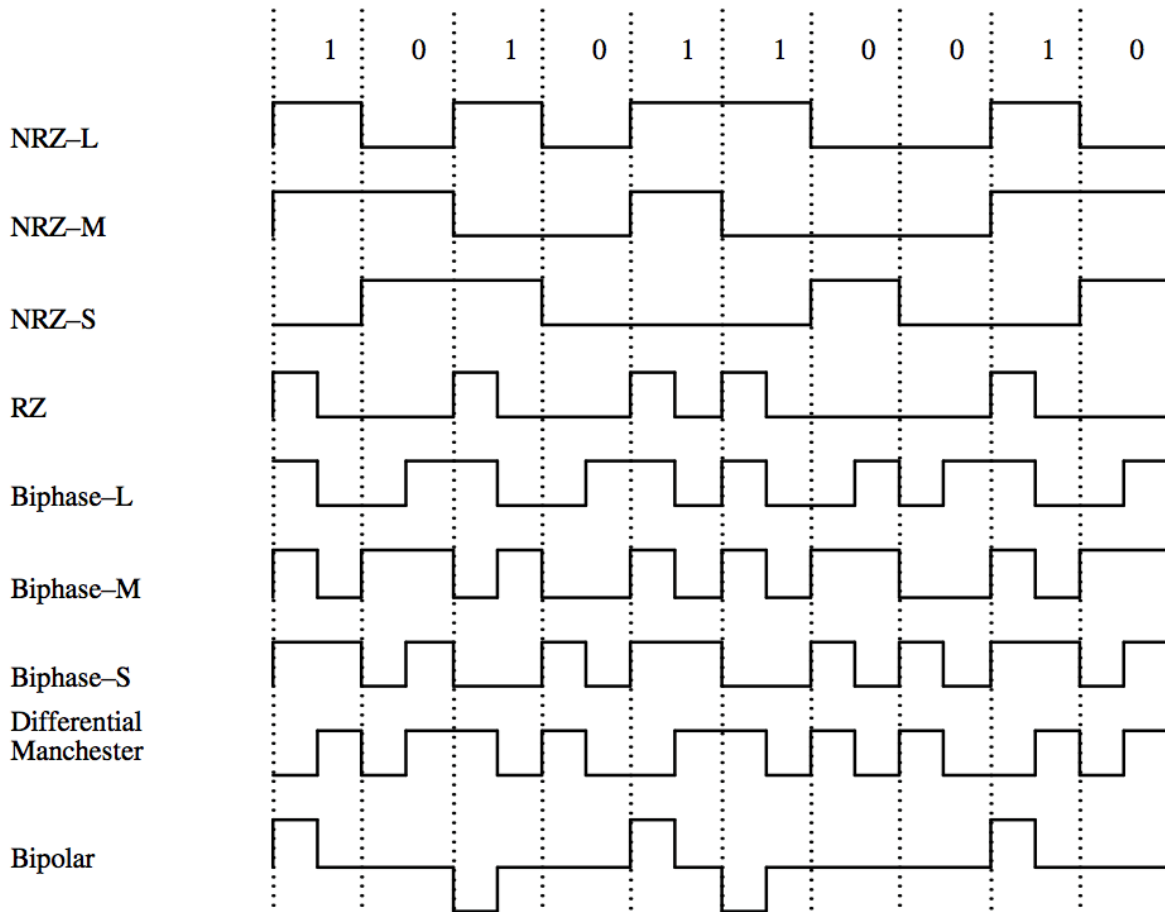 1 0 1 0 1 1 0 0 1 0
NRZ–L
NRZ–M
NRZ–S
RZ
Biphase–L
Biphase–M
Biphase–S
Differential
Manchester
Bipolar